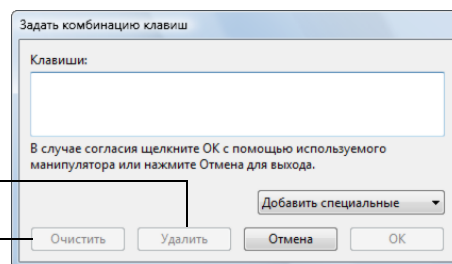 Задать комбинацию клавиш
Клавиши:
В случае согласия щелкните ОК с помощью используемого
манипулятора или нажмите Отмена для выхода.
Добавить специальные
Очистить Удалить Отмена ОК